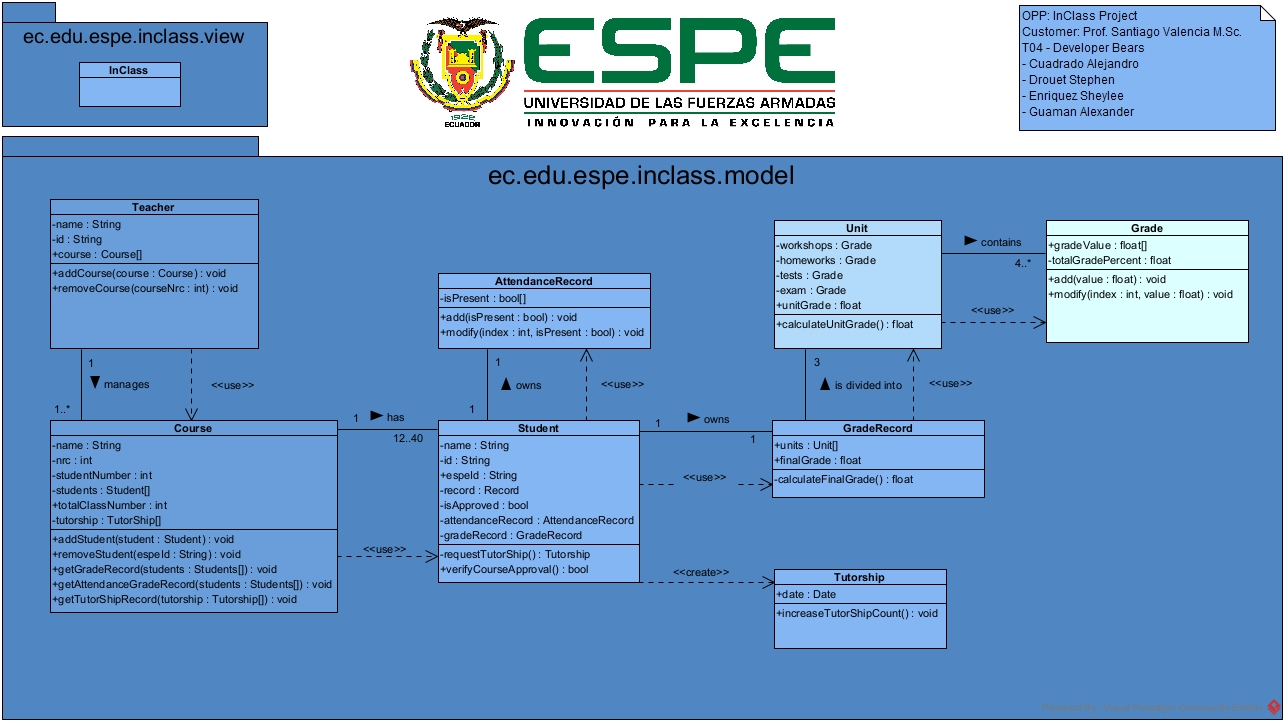 ec.edu.espe.inclass.view
InClass
ESPE
UNIVERSIDAD DE LAS FUERZAS ARMADAS
INNOVACIÓN PARA LA EXCELENCIA
1922
ECUADOR
OPP: InClass Project
Customer: Prof. Santiago Valencia M.Sc.
T04 - Developer Bears
- Cuadrado Alejandro
- Drouet Stephen
- Enriquez Sheylee
- Guaman Alexander
ec.edu.espe.inclass.model
Teacher
-name : String
-id : String
+course : Course[]
+addCourse(course : Course) : void
+removeCourse(courseNrc : int) : void
1
manages
1..*
<<use>>
Course
-name : String
-nrc : int
-studentNumber : int
-students : Student[]
+totalClassNumber : int
-tutorship : TutorShip[]
+addStudent(student : Student) : void
+removeStudent(espeId : String) : void
+getGradeRecord(students : Students[]) : void
+getAttendanceGradeRecord(students : Students[]) : void
+getTutorShipRecord(tutorship : Tutorship[]) : void
1
has
12..40
<<use>>
AttendanceRecord
-isPresent : bool[]
+add(isPresent : bool) : void
+modify(index : int, isPresent : bool) : void
1
owns
1
<<use>>
Student
-name : String
-id : String
+espeId : String
-record : Record
-isApproved : bool
-attendanceRecord : AttendanceRecord
-gradeRecord : GradeRecord
-requestTutorShip() : Tutorship
+verifyCourseApproval() : bool
1
owns
1
<<use>>
<<create>>
Unit
-workshops : Grade
-homeworks : Grade
-tests : Grade
-exam : Grade
+unitGrade : float
+calculateUnitGrade() : float
contains
4..*
<<use>>
Grade
+gradeValue : float[]
-totalGradePercent : float
+add(value : float) : void
+modify(index : int, value : float) : void
3
is divided into
<<use>>
GradeRecord
+units : Unit[]
+finalGrade : float
-calculateFinalGrade() : float
Tutorship
+date : Date
+increaseTutorShipCount() : void
Powered By: Visual Paradigm Community Edition